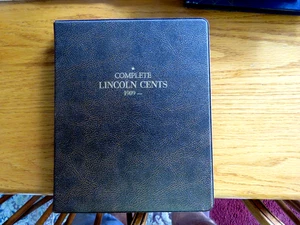 COMPLETE
LINCOLN CENTS
1909 —